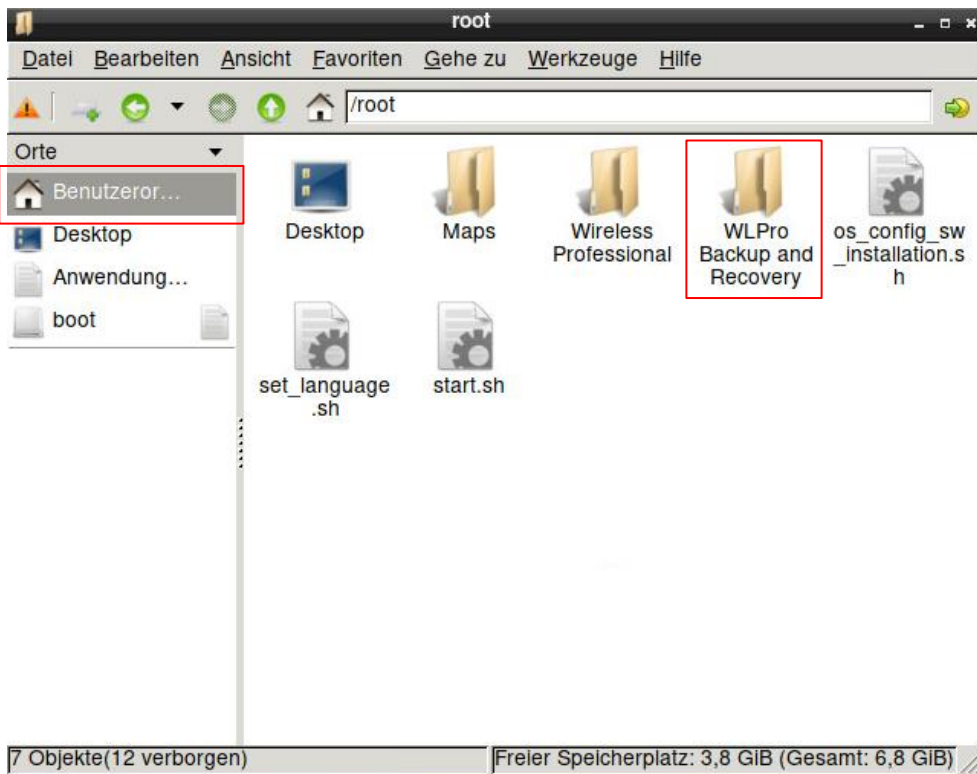 root
Datei Bearbeiten Ansicht Favoriten Gehe zu Werkzeuge Hilfe
/root
Orte
Benutzeror...
Desktop
Anwendung...
boot
Desktop
Maps
Wireless
Professional
WLPro
Backup and
Recovery
os_config_sw
_installation.s
h
set_language
.sh
start.sh
7 Objekte(12 verborgen)
Freier Speicherplatz: 3,8 GiB (Gesamt: 6,8 GiB)